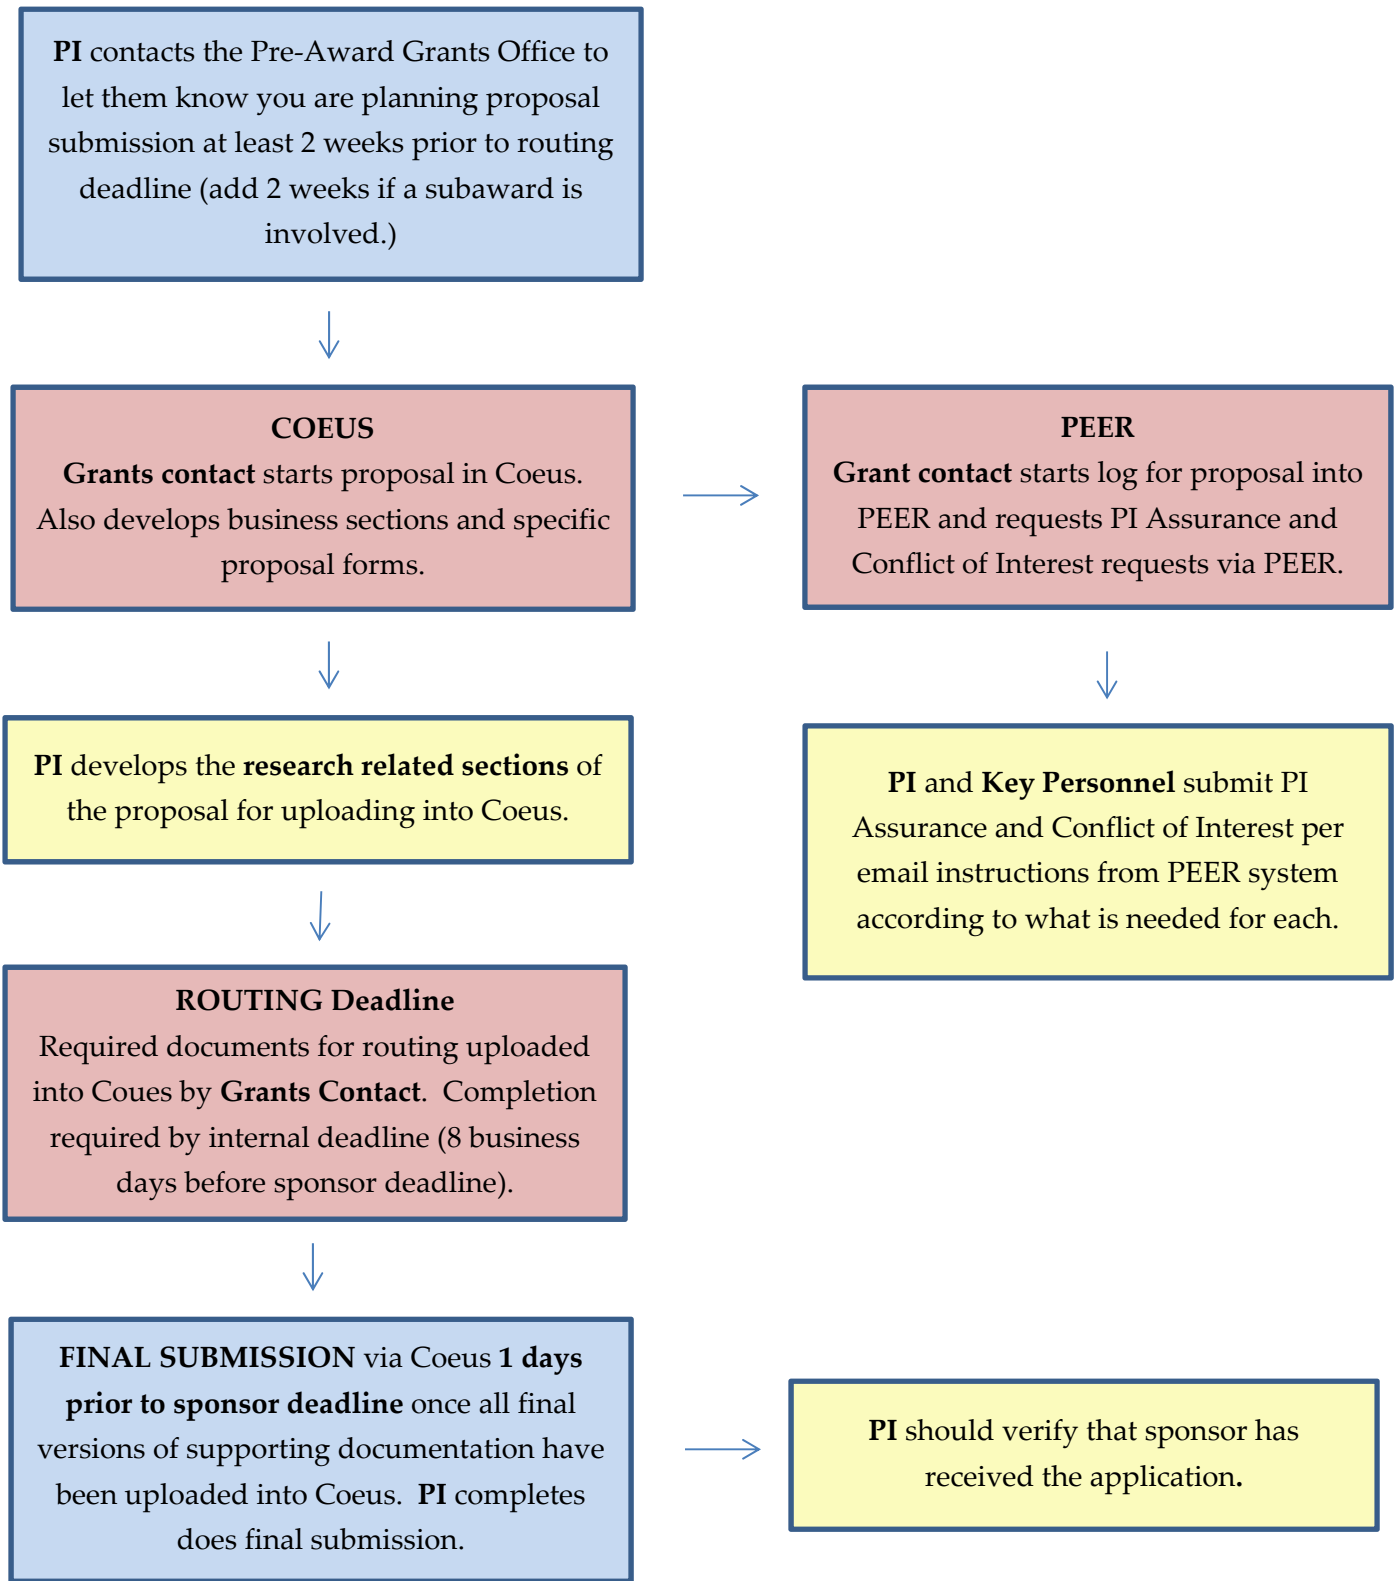 PI contacts the Pre-Award Grants Office to
let them know you are planning proposal
submission at least 2 weeks prior to routing
deadline (add 2 weeks if a subaward is
involved.)
COEUS
Grants contact starts proposal in Coeus.
Also develops business sections and specific
proposal forms.
PEER
Grant contact starts log for proposal into
PEER and requests PI Assurance and
Conflict of Interest requests via PEER.
PI develops the research related sections of
the proposal for uploading into Coeus.
PI and Key Personnel submit PI
Assurance and Conflict of Interest per
email instructions from PEER system
according to what is needed for each.
ROUTING Deadline
Required documents for routing uploaded
into Coues by Grants Contact. Completion
required by internal deadline (8 business
days before sponsor deadline).
FINAL SUBMISSION via Coeus 1 days
prior to sponsor deadline once all final
versions of supporting documentation have
been uploaded into Coeus. PI completes
does final submission.
PI should verify that sponsor has
received the application.